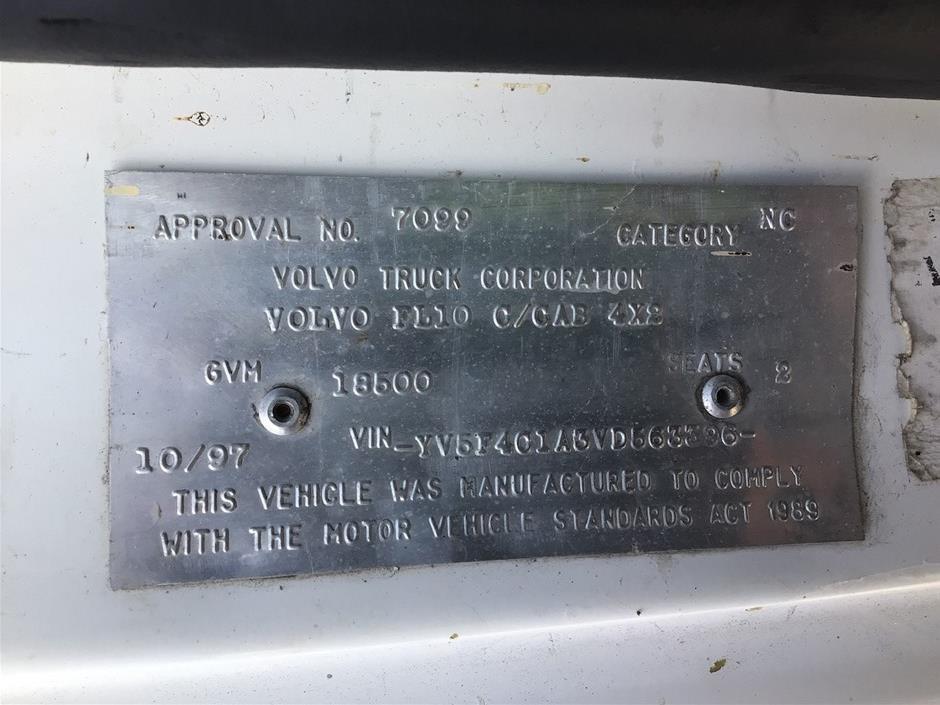 APPROVAL NO. 7099 CATEGORY NC
VOLVO TRUCK CORPORATION
VOLVO FL10 C/CAB 4X2
GVM 18500 SEATS 2
VIN -YV5F4C1A3VD563396-
10/97
THIS VEHICLE WAS MANUFACTURED TO COMPLY
WITH THE MOTOR VEHICLE STANDARDS ACT 1989